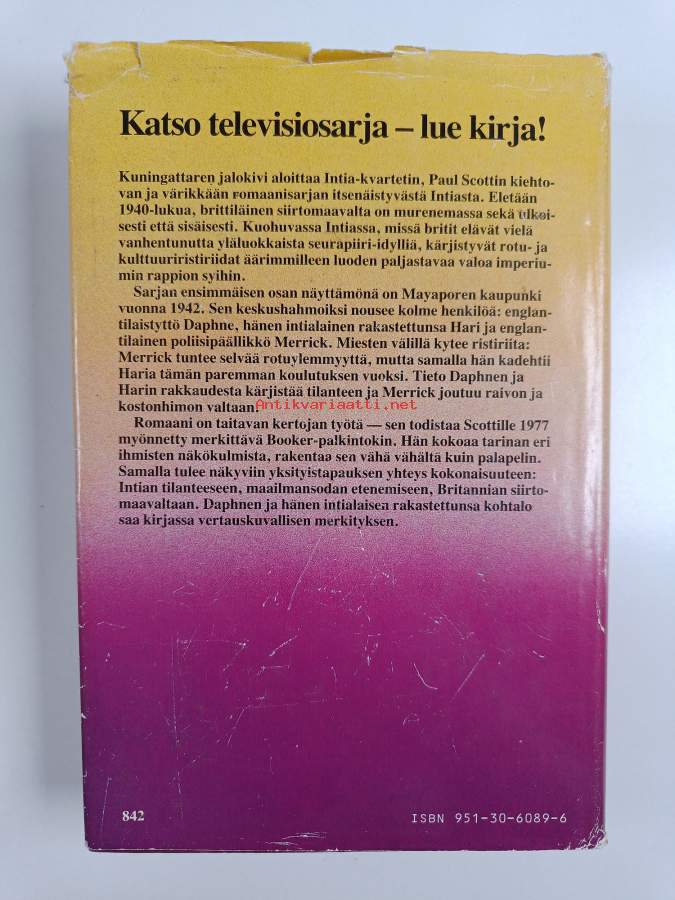 Katso televisiosarja – lue kirja!
Kuningattaren jalokivi aloittaa Intia-kvartetin, Paul Scottin kiehto-
van ja värikkään romaanisarjan itsenäistyvästä Intiasta. Eletään
1940-lukua, brittiläinen siirtomaavalta on murenemassa sekä ulkoi-
sesti että sisäisesti. Kuohuvassa Intiassa, missä britit elävät vielä
vanhentunutta yläluokkaista seurapiiri-idylliä, kärjistyvät rotu- ja
kulttuuriristiriidat äärimmilleen luoden paljastavaa valoa imperiu-
min rappion syihin.
Sarjan ensimmäisen osan näyttämönä on Mayaporen kaupunki
vuonna 1942. Sen keskushahmoiksi nousee kolme henkilöä: englan-
tilaistyttö Daphne, hänen intialainen rakastettunsa Hari ja englan-
tilainen poliisipäällikkö Merrick. Miesten välillä kytee ristiriita:
Merrick tuntee selvää rotuylemmyyttä, mutta samalla hän kadehtii
Haria tämän paremman koulutuksen vuoksi. Tieto Daphnen ja
Harin rakkaudesta kärjistää tilanteen ja Merrick joutuu raivon ja
kostonhimon valtaan.
Antikvariaatti.net
Romaani on taitavan kertojan työtä — sen todistaa Scottille 1977
myönnetty merkittävä Booker-palkintokin. Hän kokoaa tarinan eri
ihmisten näkökulmista, rakentaa sen vähä vähältä kuin palapelin.
Samalla tulee näkyviin yksityistapauksen yhteys kokonaisuuteen:
Intian tilanteeseen, maailmansodan etenemiseen, Britannian siirto-
maavaltaan. Daphnen ja hänen intialaisen rakastettunsa kohtalo
saa kirjassa vertauskuvallisen merkityksen.
842
ISBN 951-30-6089-6